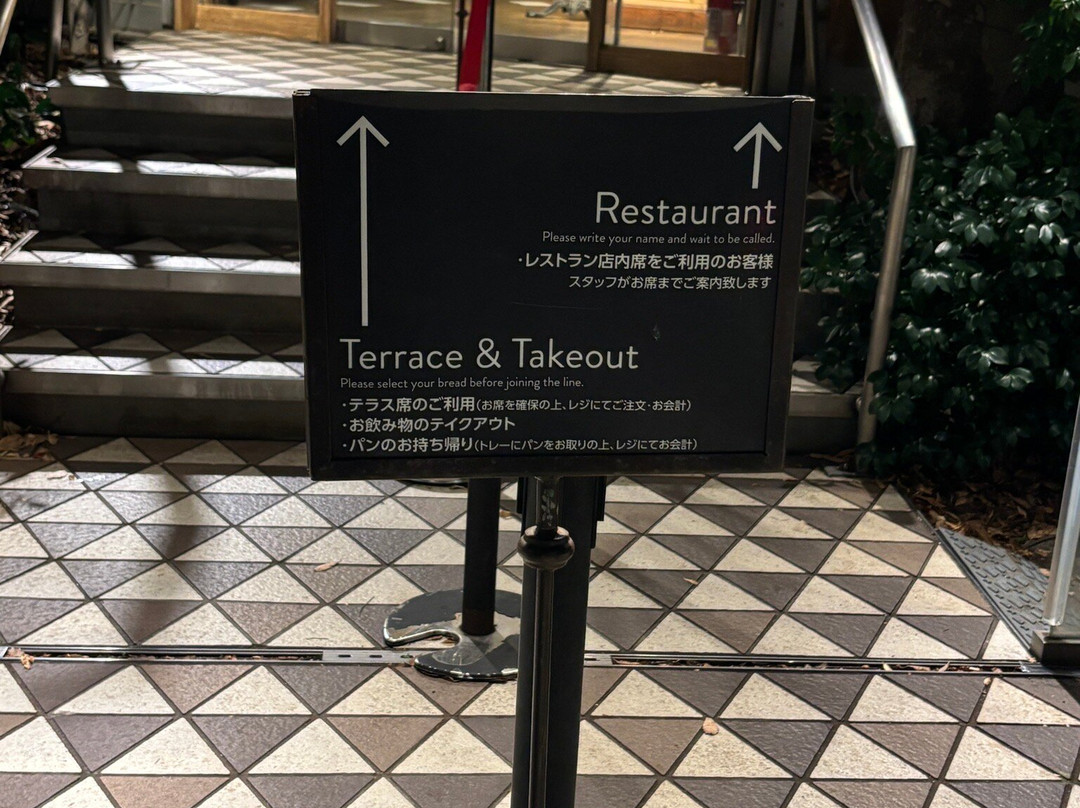 Restaurant
Please write your name and wait to be called.
・レストラン店内席をご利用のお客様
スタッフがお席までご案内致します
Terrace & Takeout
Please select your bread before joining the line.
・テラス席のご利用(お席を確保の上、レジにてご注文・お会計)
・お飲み物のテイクアウト
・パンのお持ち帰り(トレーにパンをお取りの上、レジにてお会計)